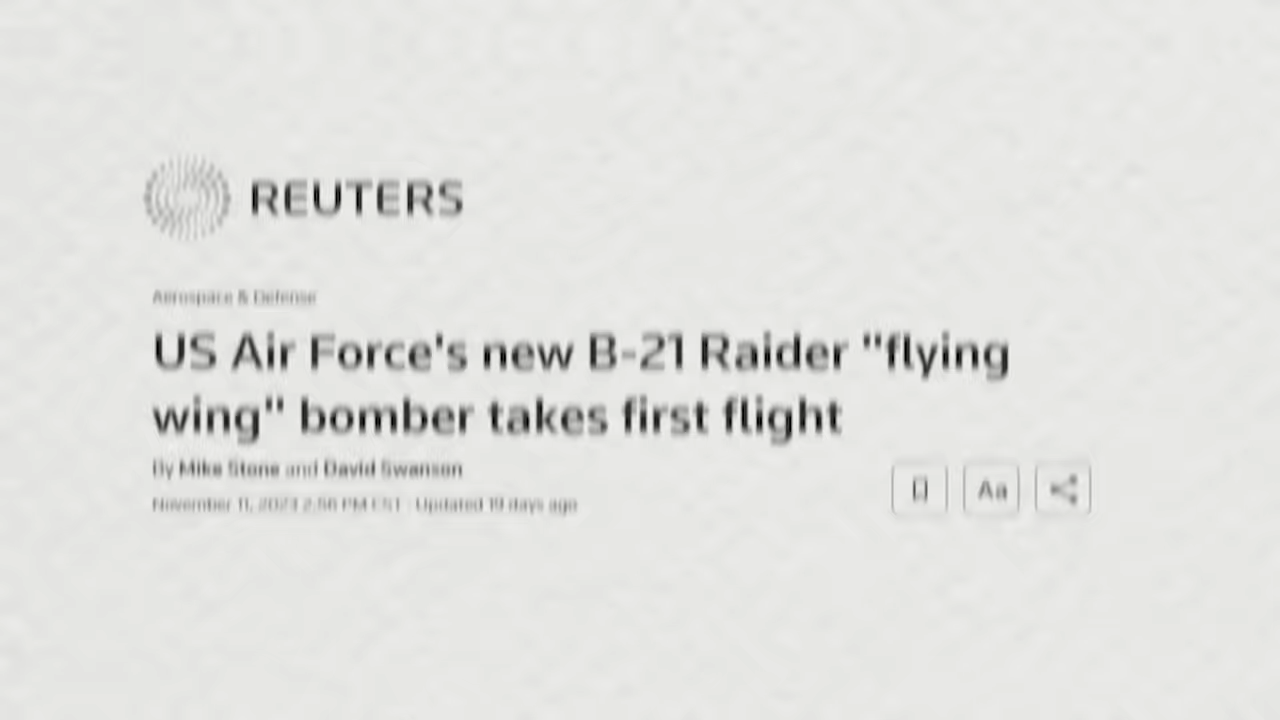 REUTERS
Aerospace & Defense
US Air Force's new B-21 Raider "flying
wing" bomber takes first flight
By Mike Stone and David Swanson
November 11, 2023 2:56 PM EST · Updated 19 days ago
Aa